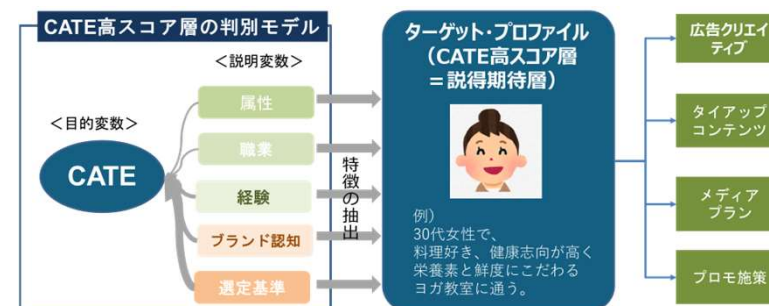 CATE高スコア層の判別モデル
＜説明変数＞
＜目的変数＞
CATE
属性
職業
経験
ブランド認知
選定基準
特徴の抽出
ターゲット・プロファイル
（CATE高スコア層
＝説得期待層）
例）
30代女性で、
料理好き、健康志向が高く
栄養素と鮮度にこだわる
ヨガ教室に通う。
広告クリエイ
ティブ
タイアップ
コンテンツ
メディア
プラン
プロモ施策